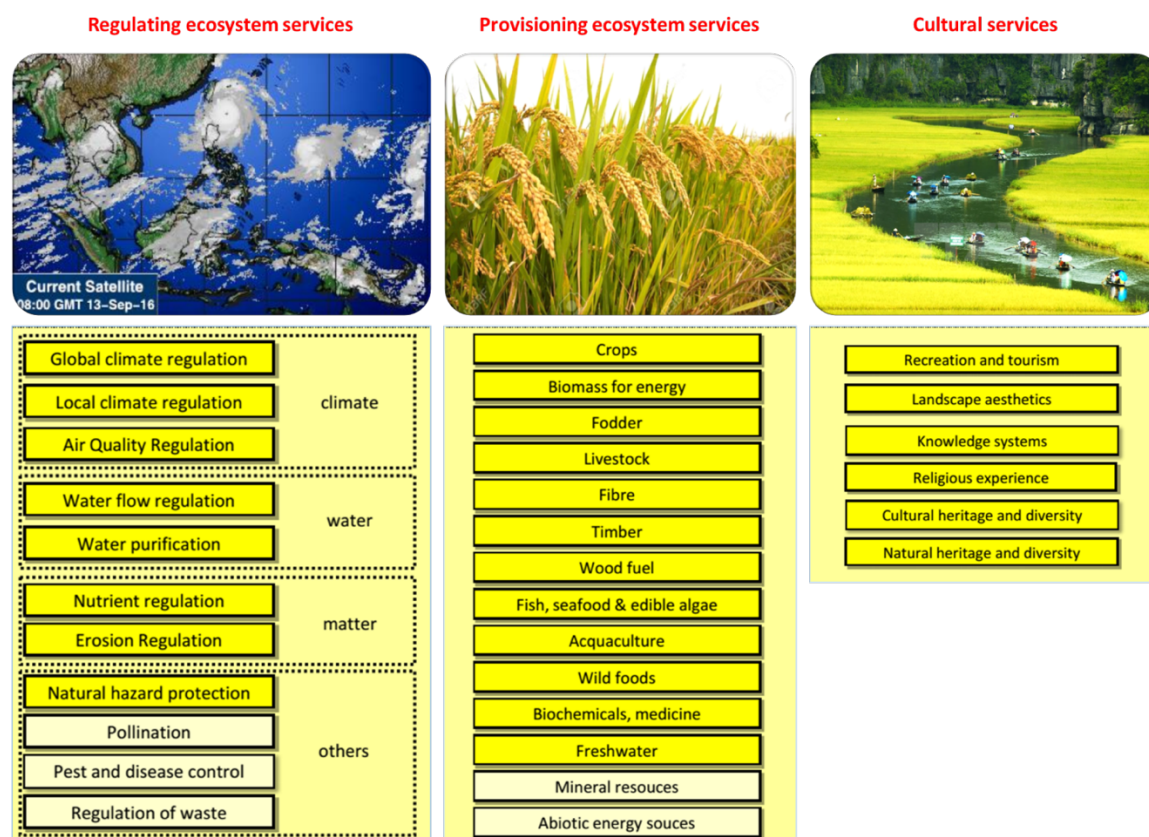 Regulating ecosystem services
Provisioning ecosystem services
Cultural services
Current Satellite
08:00 GMT 13-Sep-16
Global climate regulation
Local climate regulation
Air Quality Regulation
climate
Water flow regulation
Water purification
water
Nutrient regulation
Erosion Regulation
matter
Natural hazard protection
Pollination
Pest and disease control
Regulation of waste
others
Crops
Biomass for energy
Fodder
Livestock
Fibre
Timber
Wood fuel
Fish, seafood & edible algae
Acquaculture
Wild foods
Biochemicals, medicine
Freshwater
Mineral resouces
Abiotic energy souces
Recreation and tourism
Landscape aesthetics
Knowledge systems
Religious experience
Cultural heritage and diversity
Natural heritage and diversity